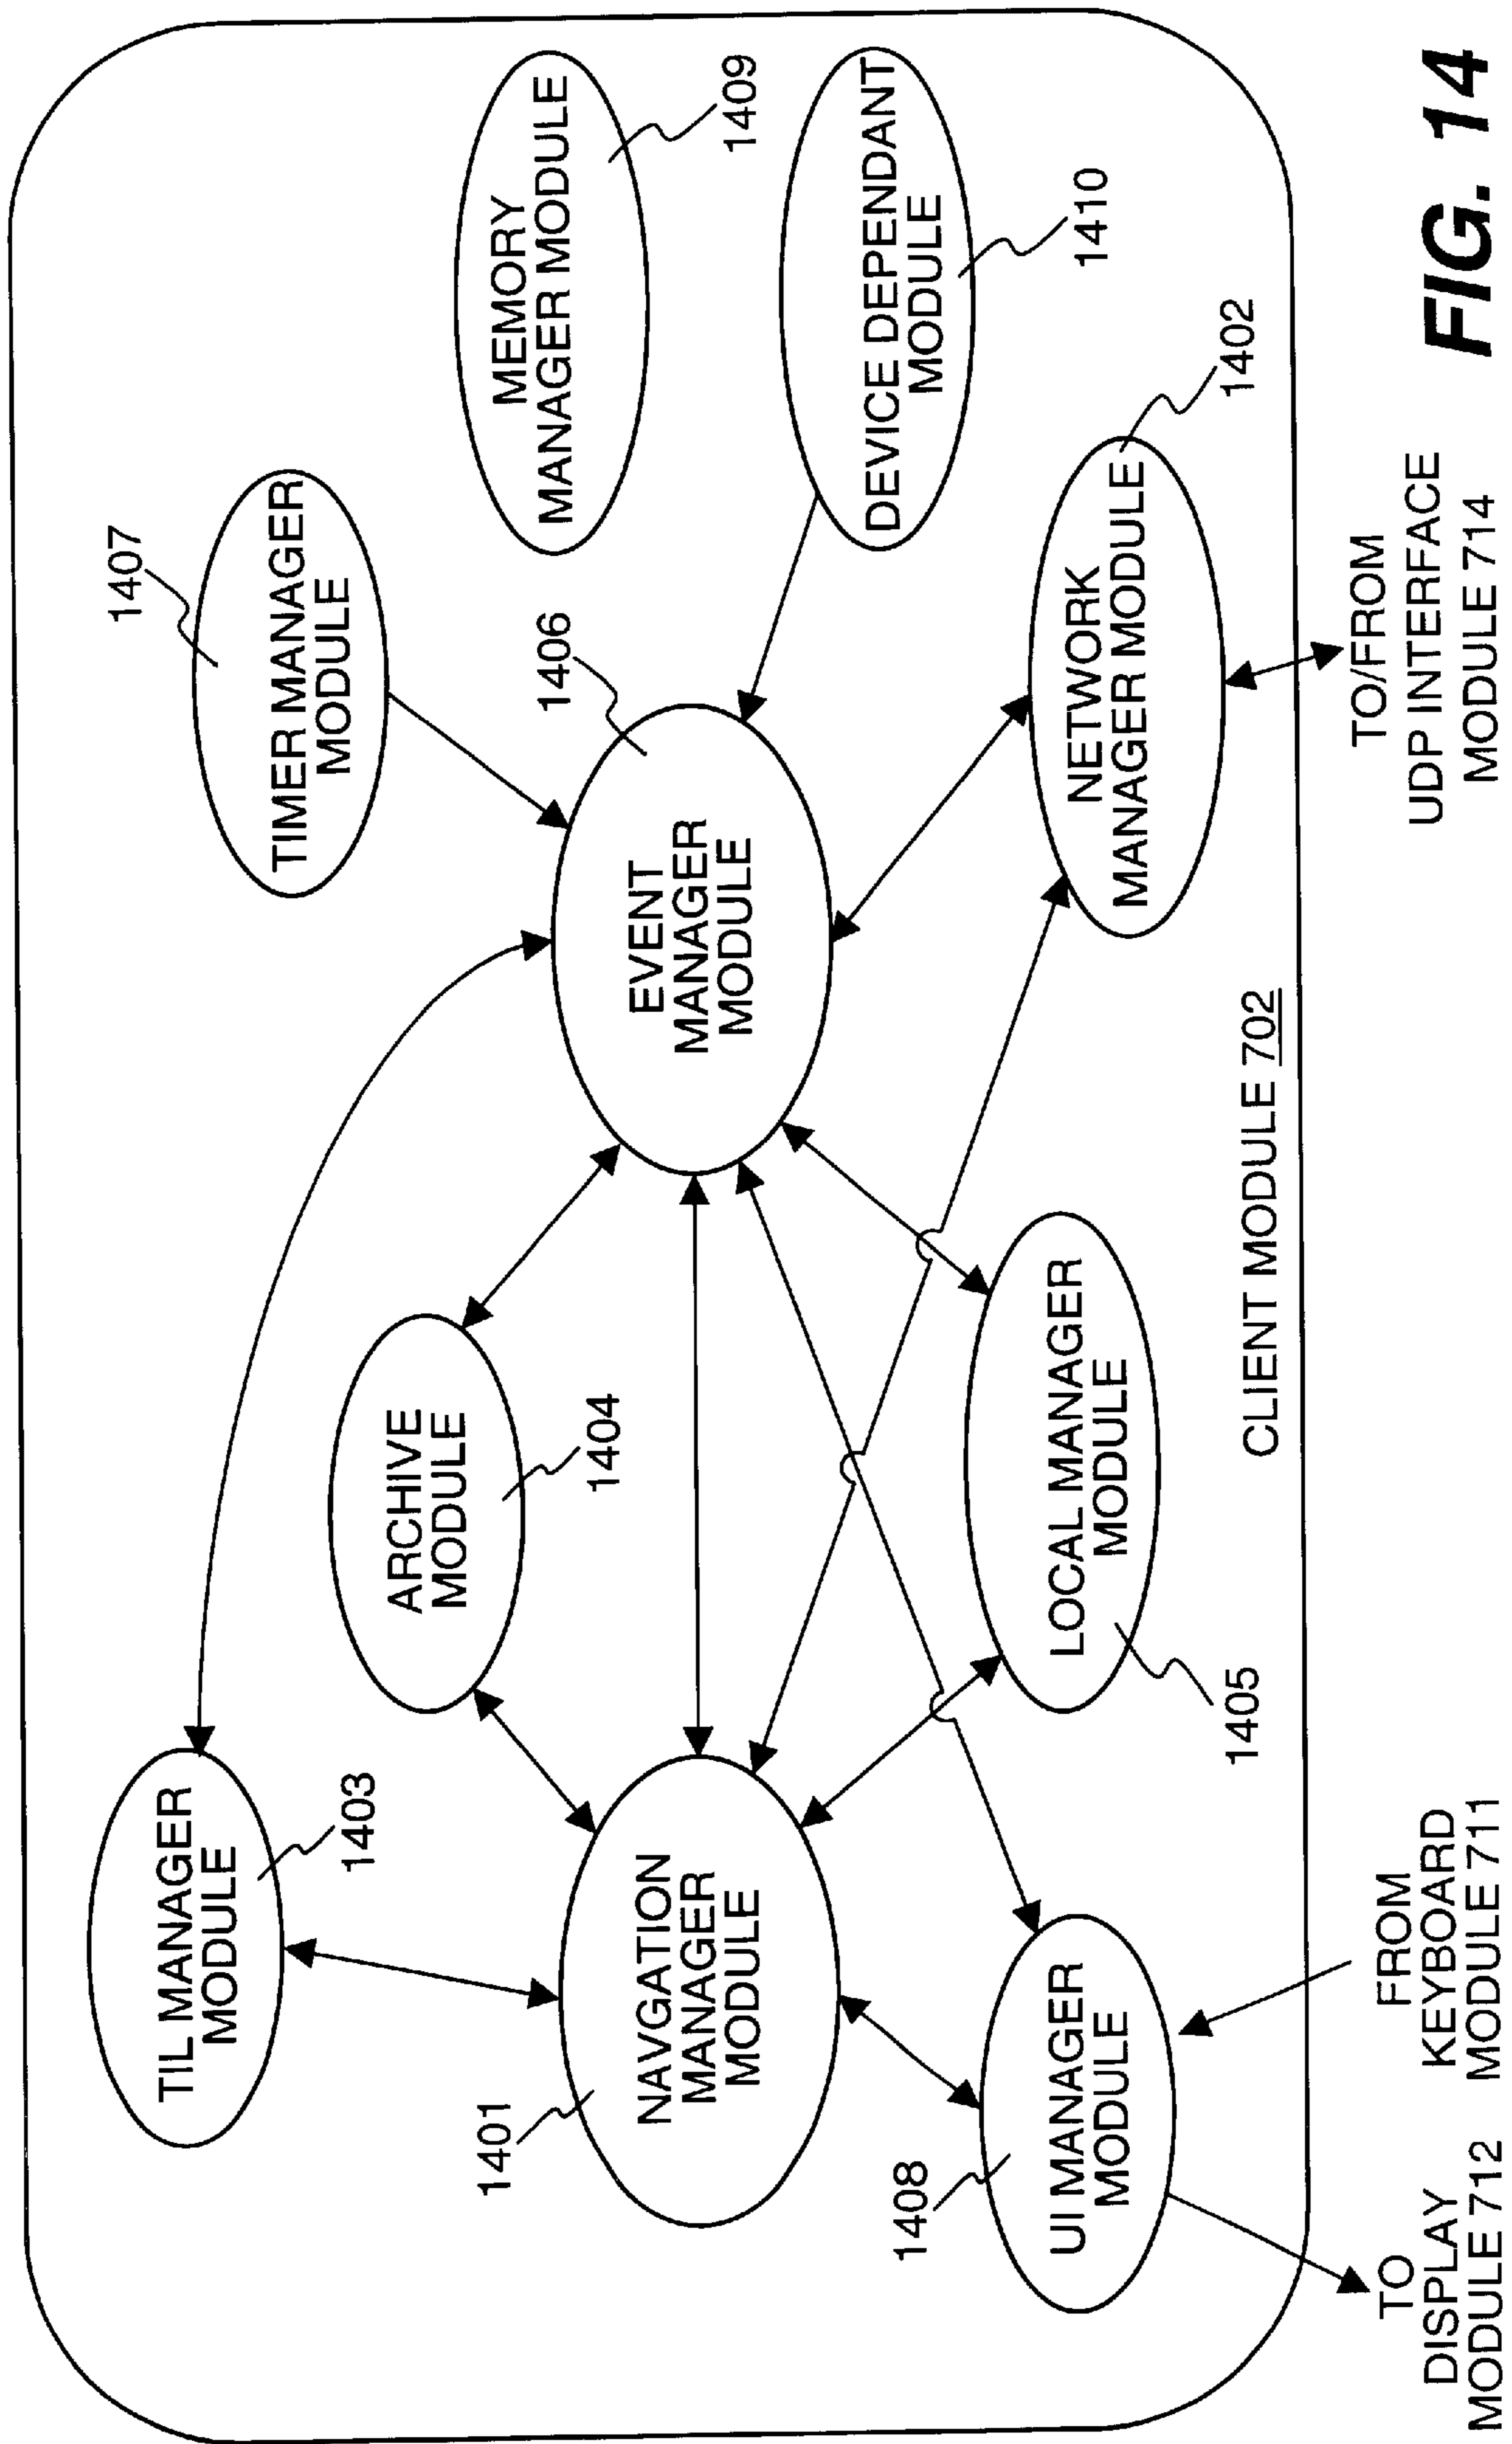 TIL MANAGER
MODULE
1403
1407
TIMER MANAGER
MODULE
ARCHIVE
MODULE
1404
MEMORY
MANAGER MODULE
1409
1401
NAVGATION
MANAGER
MODULE
EVENT
MANAGER
MODULE
1406
DEVICE DEPENDANT
MODULE
1410
1408
UI MANAGER
MODULE
LOCAL MANAGER
MODULE
1405
NETWORK
MANAGER MODULE
1402
CLIENT MODULE 702
TO
DISPLAY
MODULE 712
FROM
KEYBOARD
MODULE 711
TO/FROM
UDP INTERFACE
MODULE 714
FIG. 14